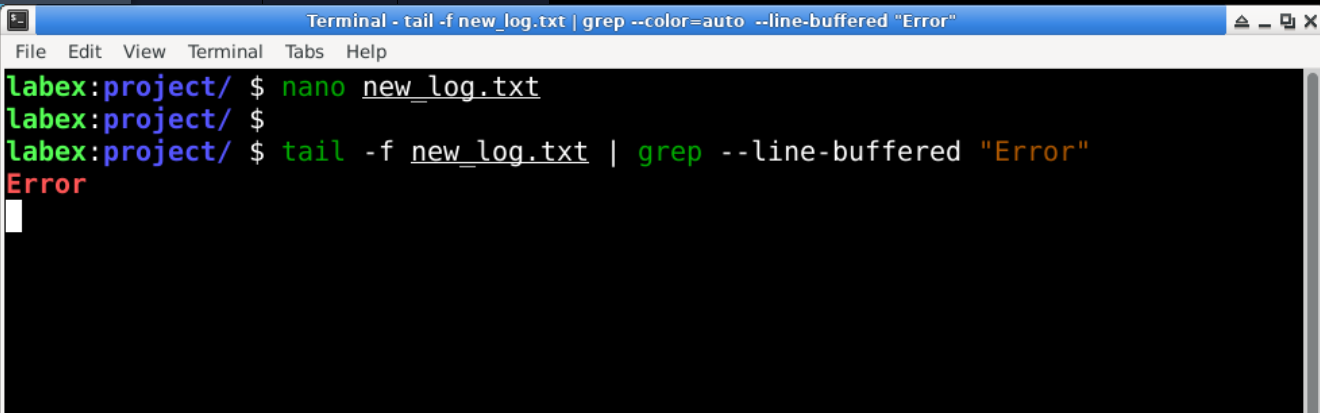 Terminal - tail -f new_log.txt | grep --color=auto  --line-buffered "Error"
File Edit View Terminal Tabs Help
labex:project/ $ nano new_log.txt
labex:project/ $
labex:project/ $ tail -f new_log.txt | grep --line-buffered "Error"
Error